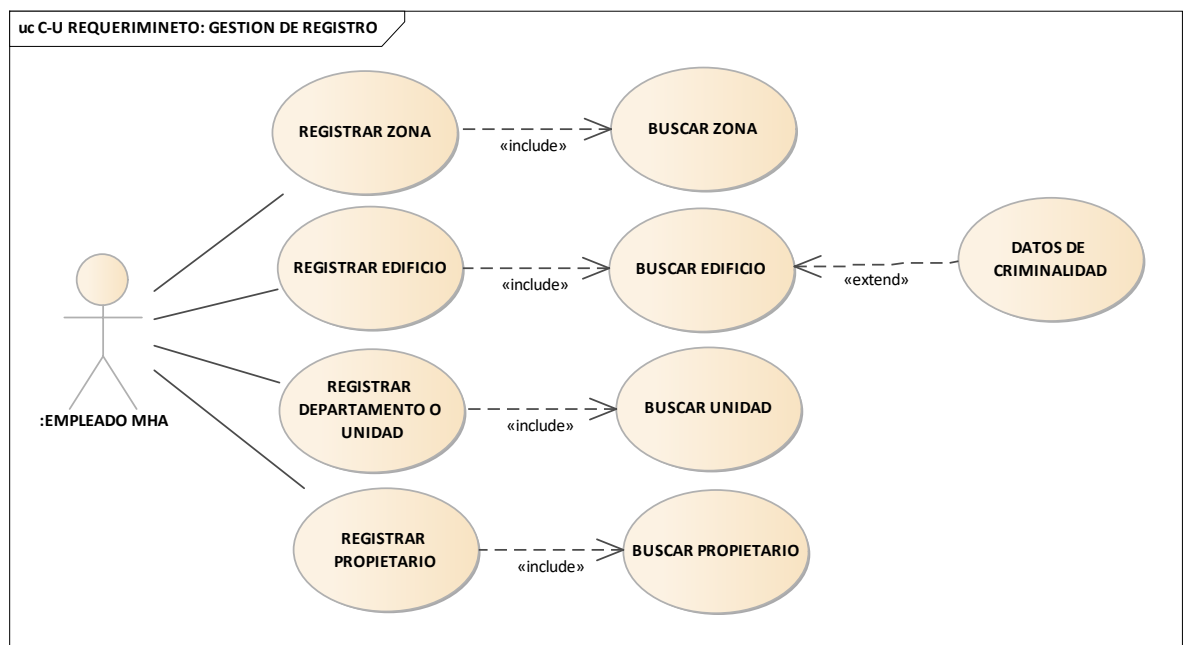 uc C-U REQUERIMINETO: GESTION DE REGISTRO
REGISTRAR ZONA
«include»
BUSCAR ZONA
REGISTRAR EDIFICIO
«include»
BUSCAR EDIFICIO
«extend»
DATOS DE
CRIMINALIDAD
:EMPLEADO MHA
REGISTRAR
DEPARTAMENTO O
UNIDAD
«include»
BUSCAR UNIDAD
REGISTRAR
PROPIETARIO
«include»
BUSCAR PROPIETARIO